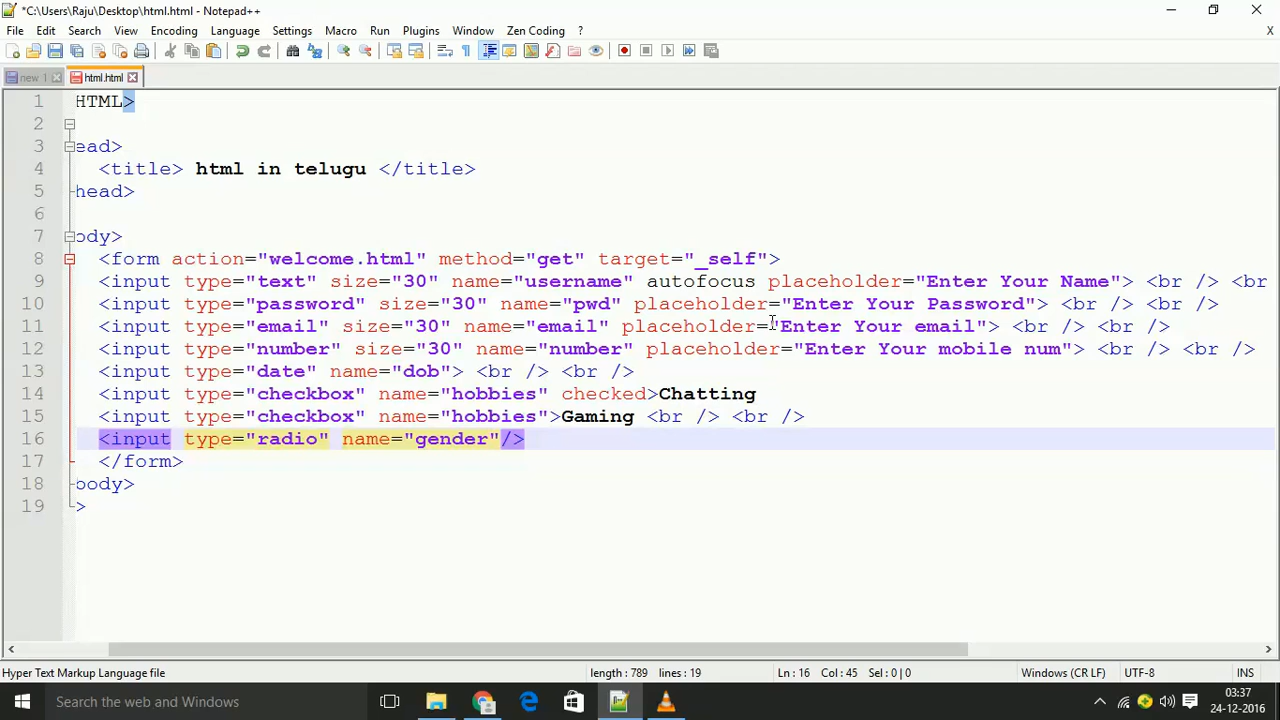 *C:\Users\Raju\Desktop\html.html - Notepad++
File Edit Search View Encoding Language Settings Macro Run Plugins Window Zen Coding ? X
new 1 html.html
1 HTML>
2
3 ead>
4 <title> html in telugu </title>
5 head>
6
7 ody>
8 <form action="welcome.html" method="get" target="_self">
9 <input type="text" size="30" name="username" autofocus placeholder="Enter Your Name"> <br /> <br
10 <input type="password" size="30" name="pwd" placeholder="Enter Your Password"> <br /> <br />
11 <input type="email" size="30" name="email" placeholder="Enter Your email"> <br /> <br />
12 <input type="number" size="30" name="number" placeholder="Enter Your mobile num"> <br /> <br />
13 <input type="date" name="dob"> <br /> <br />
14 <input type="checkbox" name="hobbies" checked>Chatting
15 <input type="checkbox" name="hobbies">Gaming <br /> <br />
16 <input type="radio" name="gender"/>
17 </form>
18 body>
19 >
Hyper Text Markup Language file length : 789 lines : 19 Ln : 16 Col : 45 Sel : 0 | 0 Windows (CR LF) UTF-8 INS
Search the web and Windows
03:37
24-12-2016